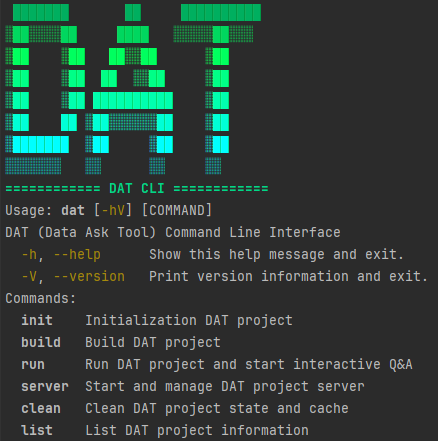 DAT
============ DAT CLI ============
Usage: dat [-hV] [COMMAND]
DAT (Data Ask Tool) Command Line Interface
-h, --help      Show this help message and exit.
-V, --version   Print version information and exit.
Commands:
init    Initialization DAT project
build   Build DAT project
run     Run DAT project and start interactive Q&A
server  Start and manage DAT project server
clean   Clean DAT project state and cache
list    List DAT project information